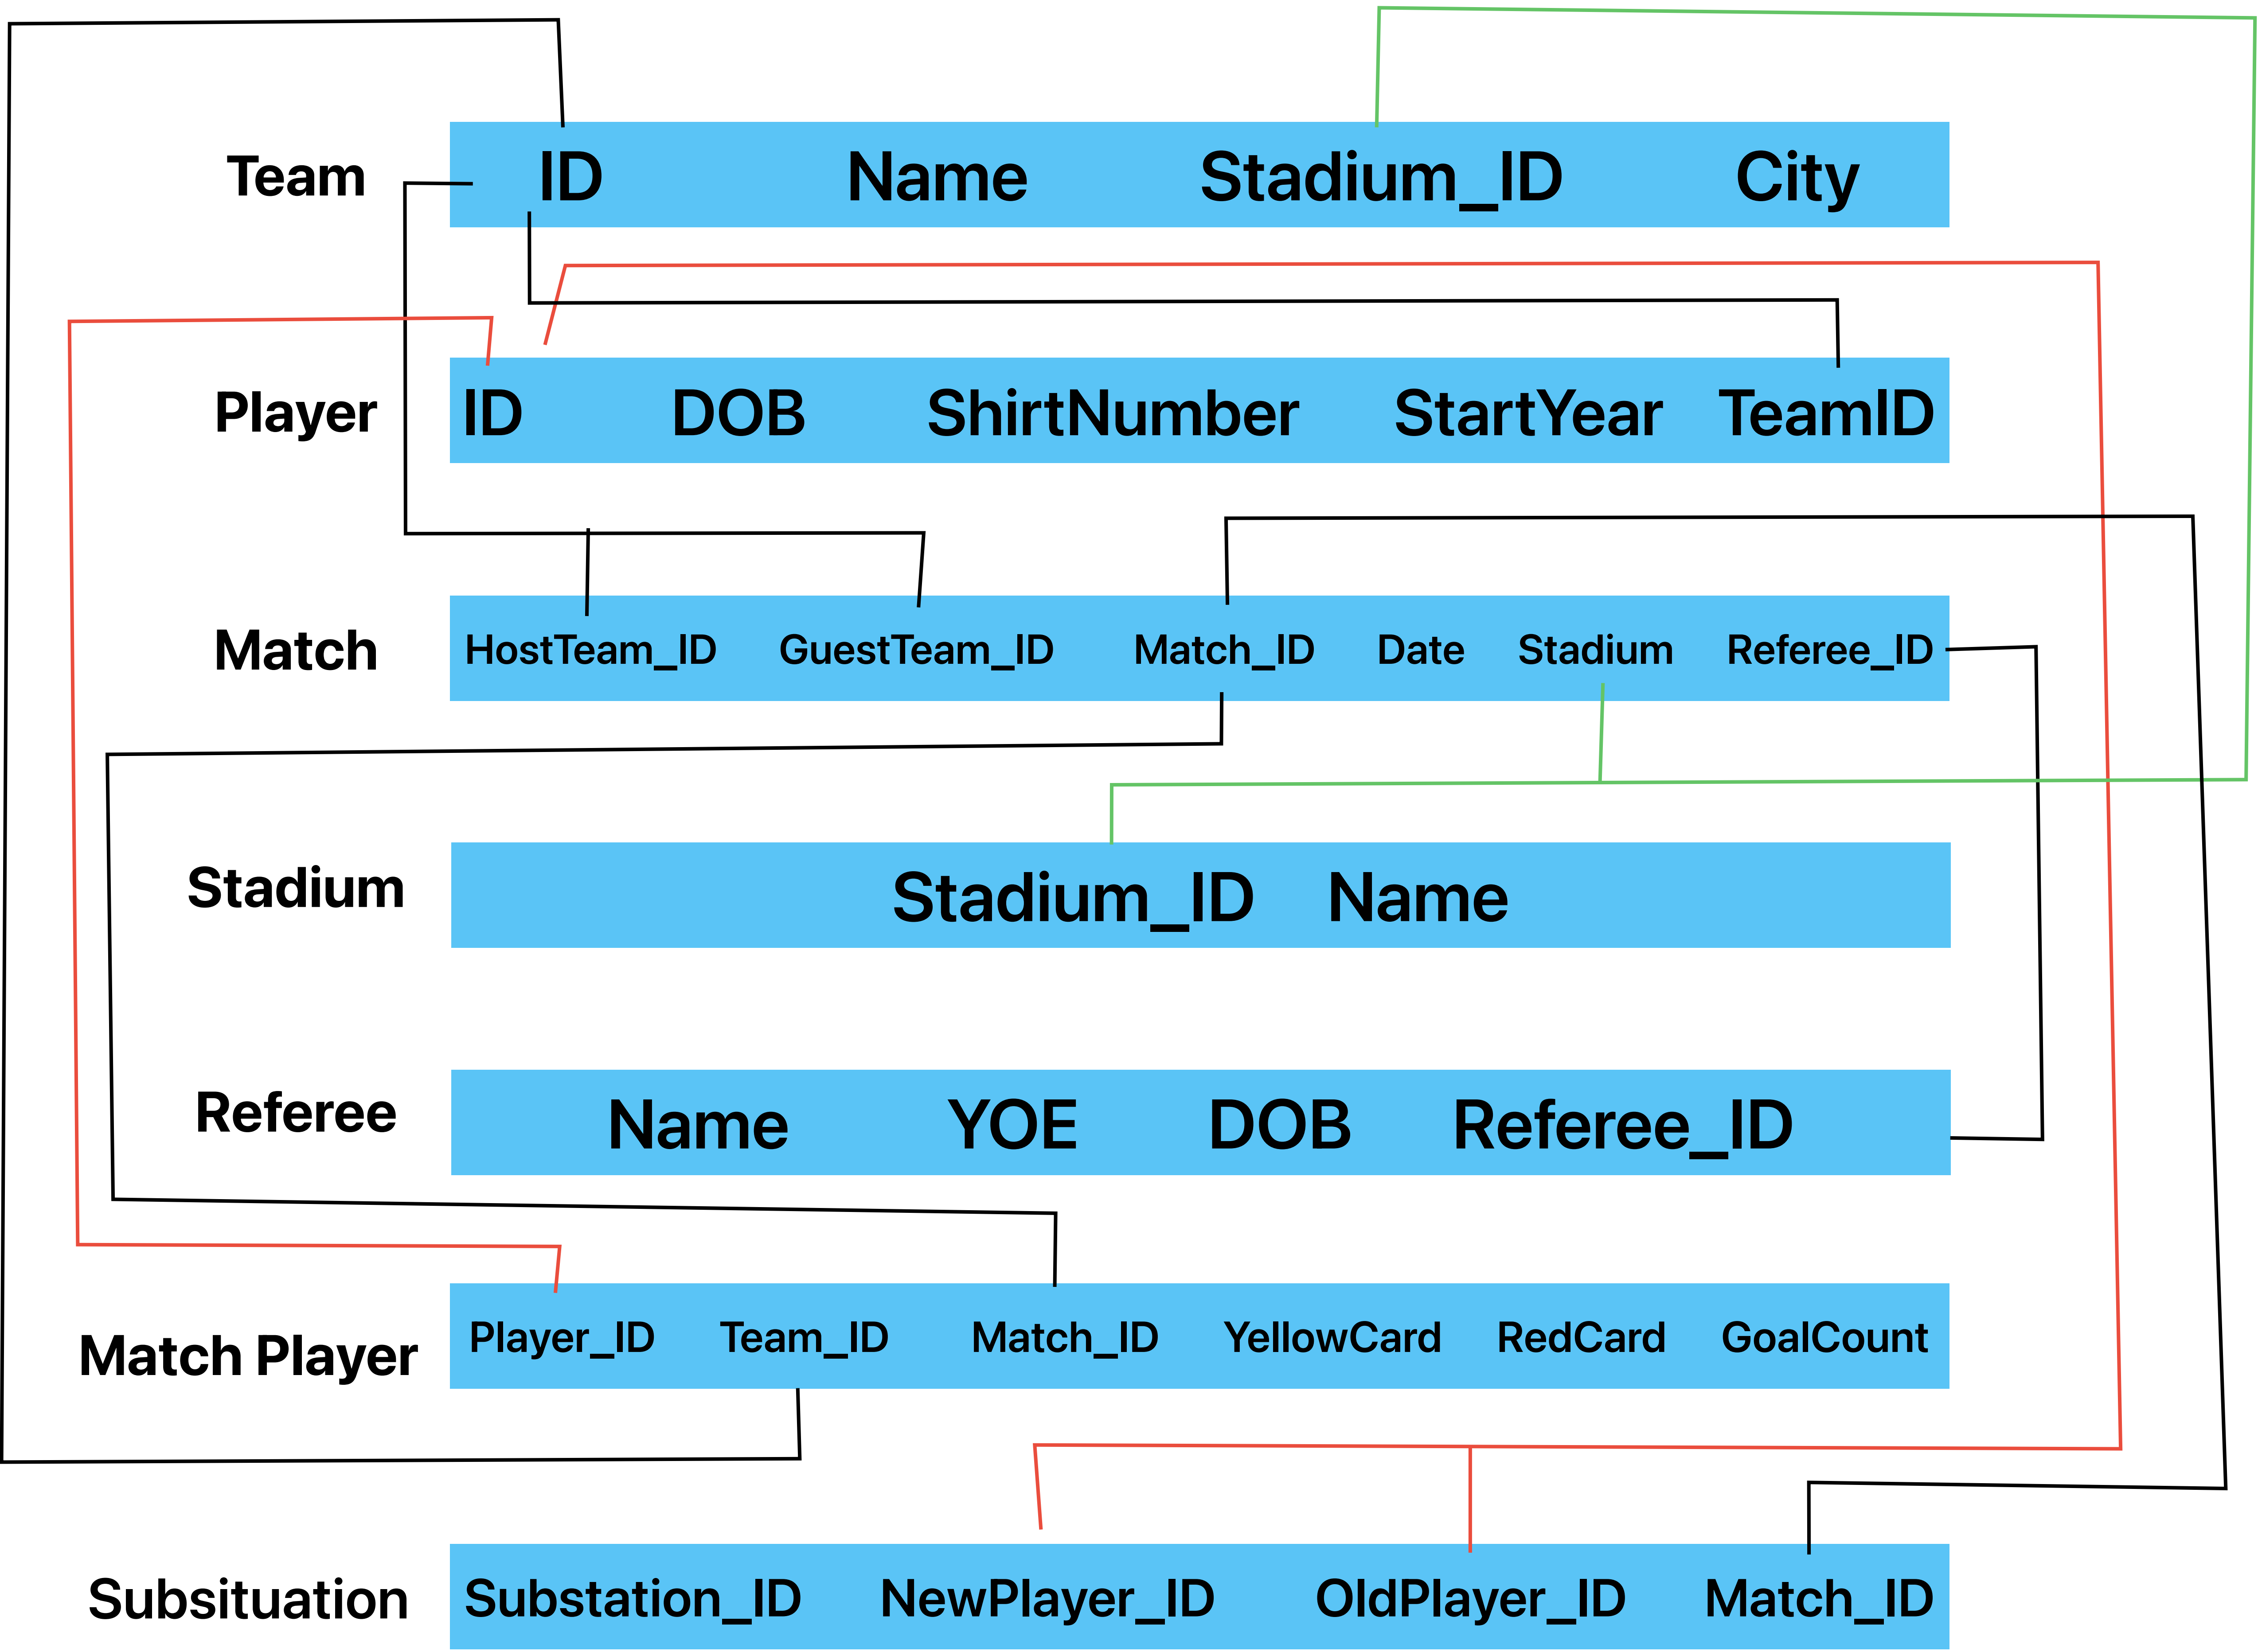 Team ID Name Stadium_ID City
Player ID DOB ShirtNumber StartYear TeamID
Match HostTeam_ID GuestTeam_ID Match_ID Date Stadium Referee_ID
Stadium Stadium_ID Name
Referee Name YOE DOB Referee_ID
Match Player Player_ID Team_ID Match_ID YellowCard RedCard GoalCount
Subsituation Substation_ID NewPlayer_ID OldPlayer_ID Match_ID